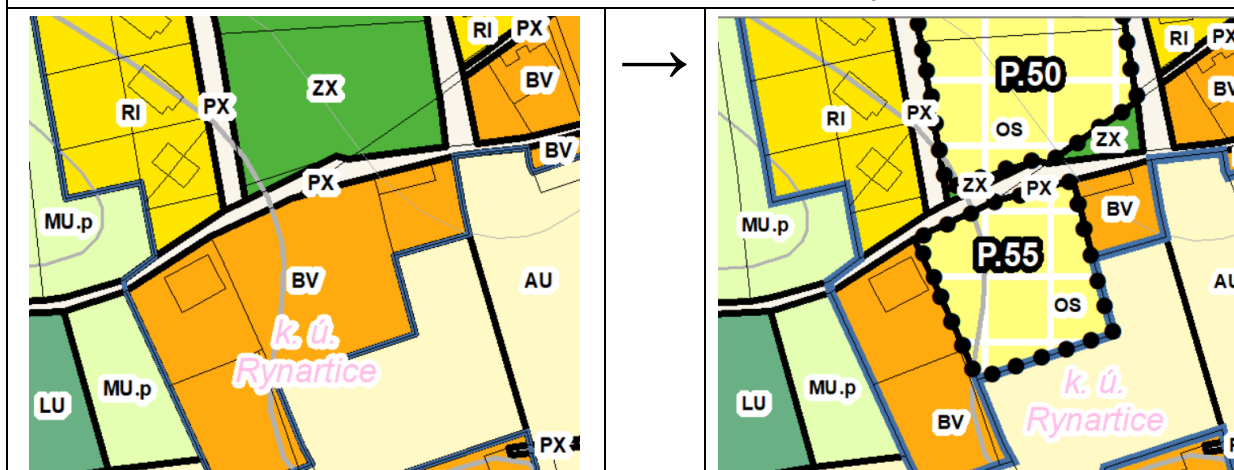 RI
PX
ZX
BV
RI
PX
BV
PX
MU.p
BV
AU
k. ú.
Rynartice
MU.p
LU
PX
→
RI
PX
P.50
BV
RI
PX
OS
ZX
ZX
PX
BV
MU.p
P.55
AU
OS
k. ú.
Rynartice
MU.p
LU
BV